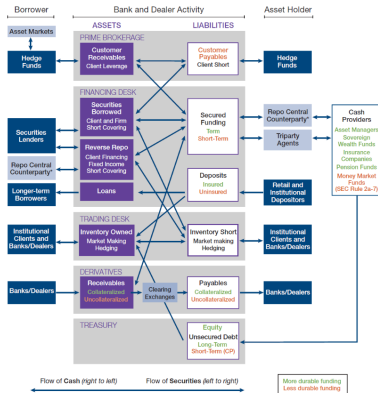 Borrower
Bank and Dealer Activity
Asset Holder
ASSETS
LIABILITIES
PRIME BROKERAGE
Asset Markets
Hedge
Funds
Customer
Receivables
Client Leverage
Customer
Payables
Client Short
Hedge
Funds
FINANCING DESK
Securities
Borrowed
Client and Firm
Short Covering
Reverse Repo
Client Financing
Fixed Income
Short Covering
Secured
Funding
Term
Short-Term
Repo Central
Counterparty*
Triparty
Agents
Cash
Providers
Asset Managers
Sovereign
Wealth Funds
Insurance
Companies
Pension Funds
Money Market
Funds
(SEC Rule 2a-7)
Securities
Lenders
Repo Central
Counterparty*
Longer-term
Borrowers
Loans
Deposits
Insured
Uninsured
Retail and
Institutional
Depositors
TRADING DESK
Institutional
Clients and
Banks/Dealers
Inventory Owned
Market Making
Hedging
Inventory Short
Market making
Hedging
Institutional
Clients and
Banks/Dealers
DERIVATIVES
Banks/Dealers
Receivables
Collateralized
Uncollateralized
Clearing
Exchanges
Payables
Collateralized
Uncollateralized
Banks/Dealers
TREASURY
Equity
Unsecured Debt
Long-Term
Short-Term (CP)
Flow of Cash (right to left)
Flow of Securities (left to right)
More durable funding
Less durable funding